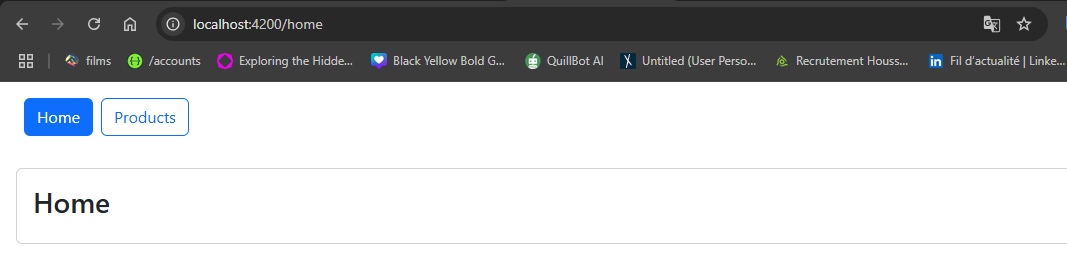 localhost:4200/home
films /accounts Exploring the Hidde... Black Yellow Bold G... QuillBot AI Untitled (User Perso... Recrutement Houss... Fil d'actualité | Linke...
Home Products
Home